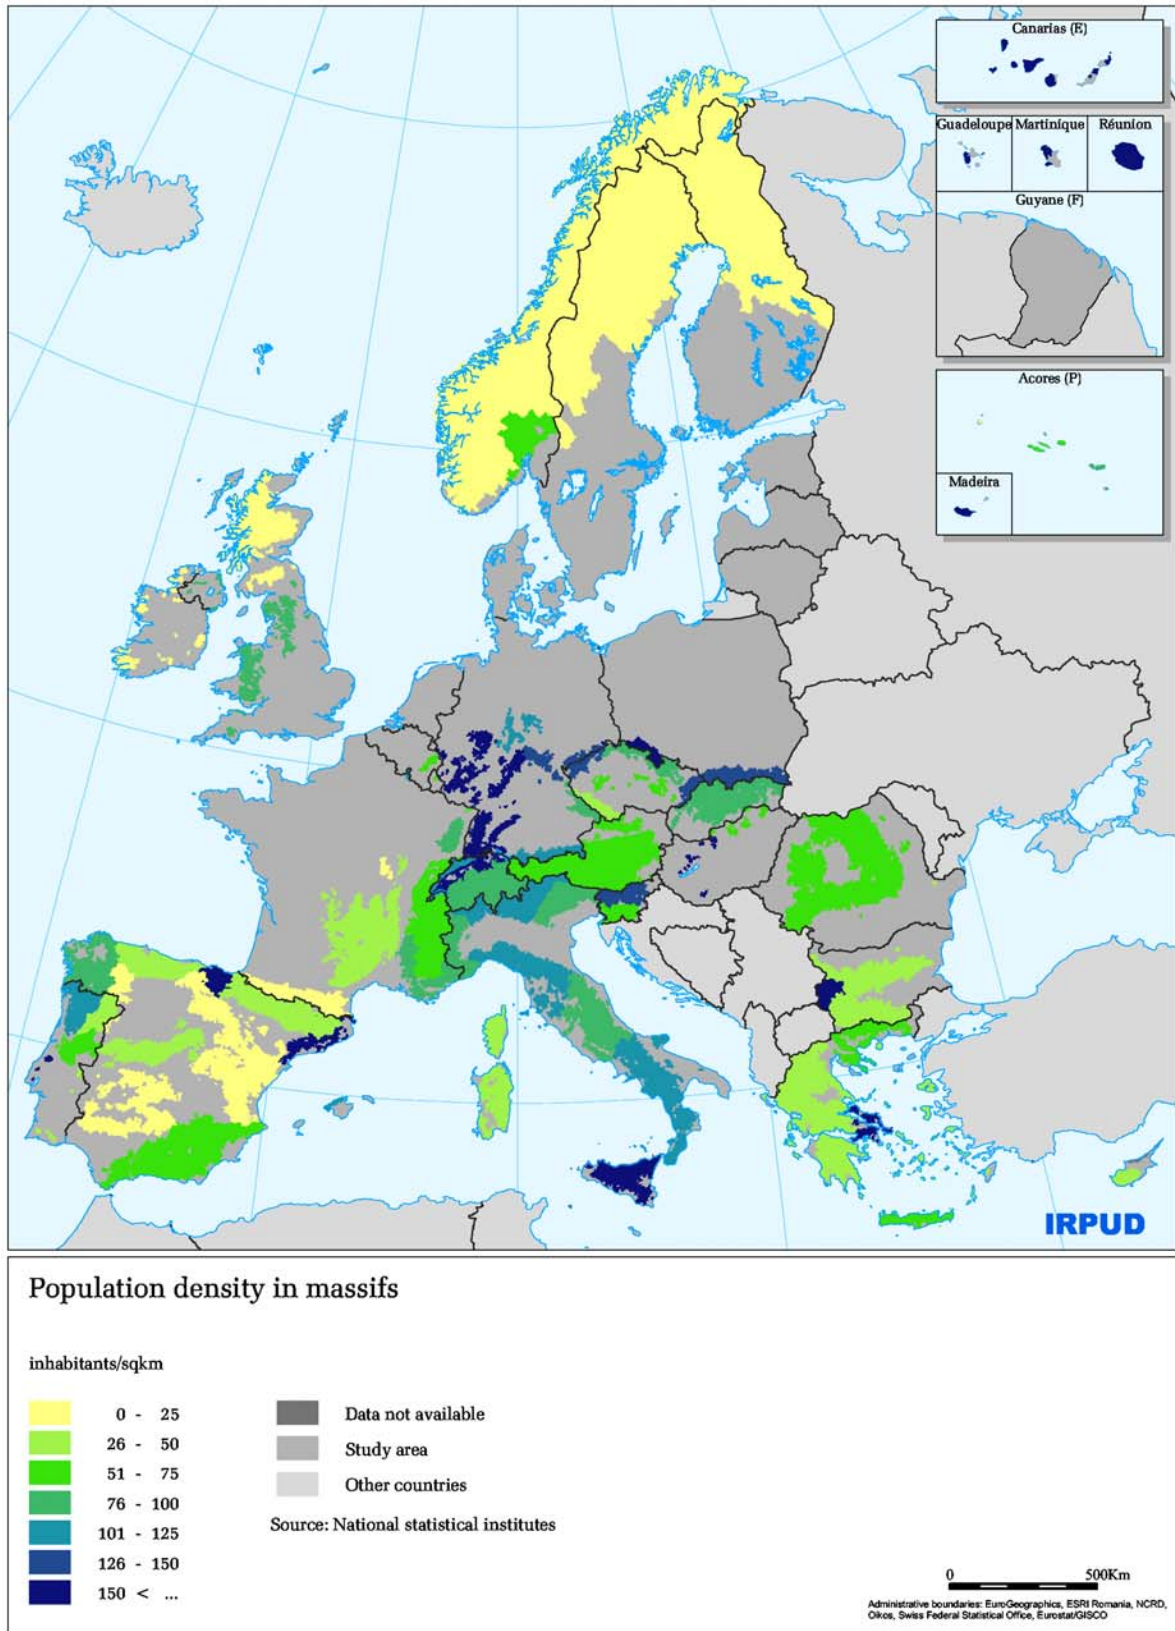 Canarias (E)
Guadeloupe Martinique Réunion
Guyane (F)
Acores (P)
Madeira
IRPUD
Population density in massifs
inhabitants/sqkm
0 - 25
26 - 50
51 - 75
76 - 100
101 - 125
126 - 150
150 < ...
Data not available
Study area
Other countries
Source: National statistical institutes
0 500Km
Administrative boundaries: EuroGeographics, ESRI Romania, NCRD,
Oikos, Swiss Federal Statistical Office, Eurostat/GISCO